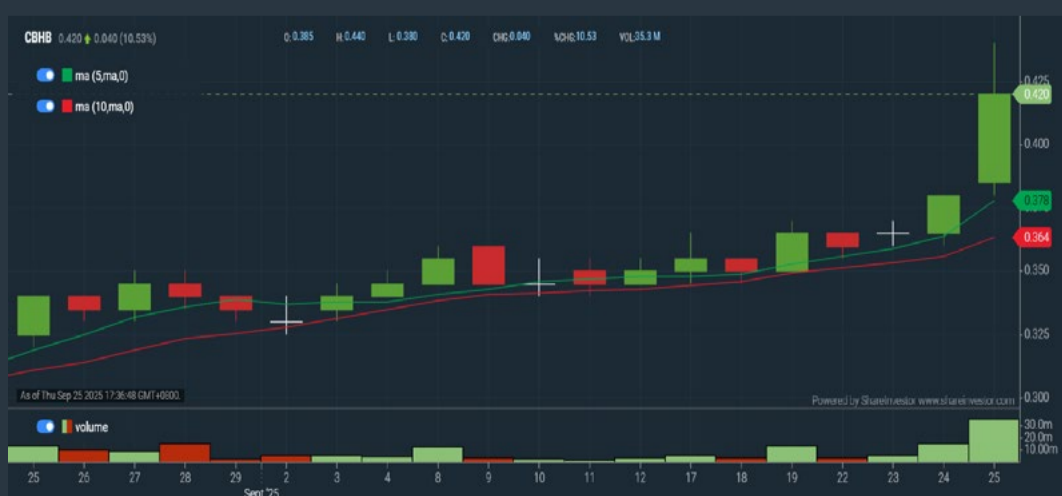 CBHB 0.420 0.040 (10.53%) O: 0.385 H: 0.440 L: 0.380 C: 0.420 CHG:0.040 %CHG:10.53 VOL:35.3 M
ma (5,ma,0)
ma (10,ma,0)
0.425
0.420
0.400
0.378
0.364
0.350
0.325
0.300
As of Thu Sep 25 2025 17:36:48 GMT+0800.
Powered by ShareInvestor www.shareinvestor.com
volume
30.0m
20.0m
10.00m
25 26 27 28 29 2 3 4 8 9 10 11 12 17 18 19 22 23 24 25
Sept '25